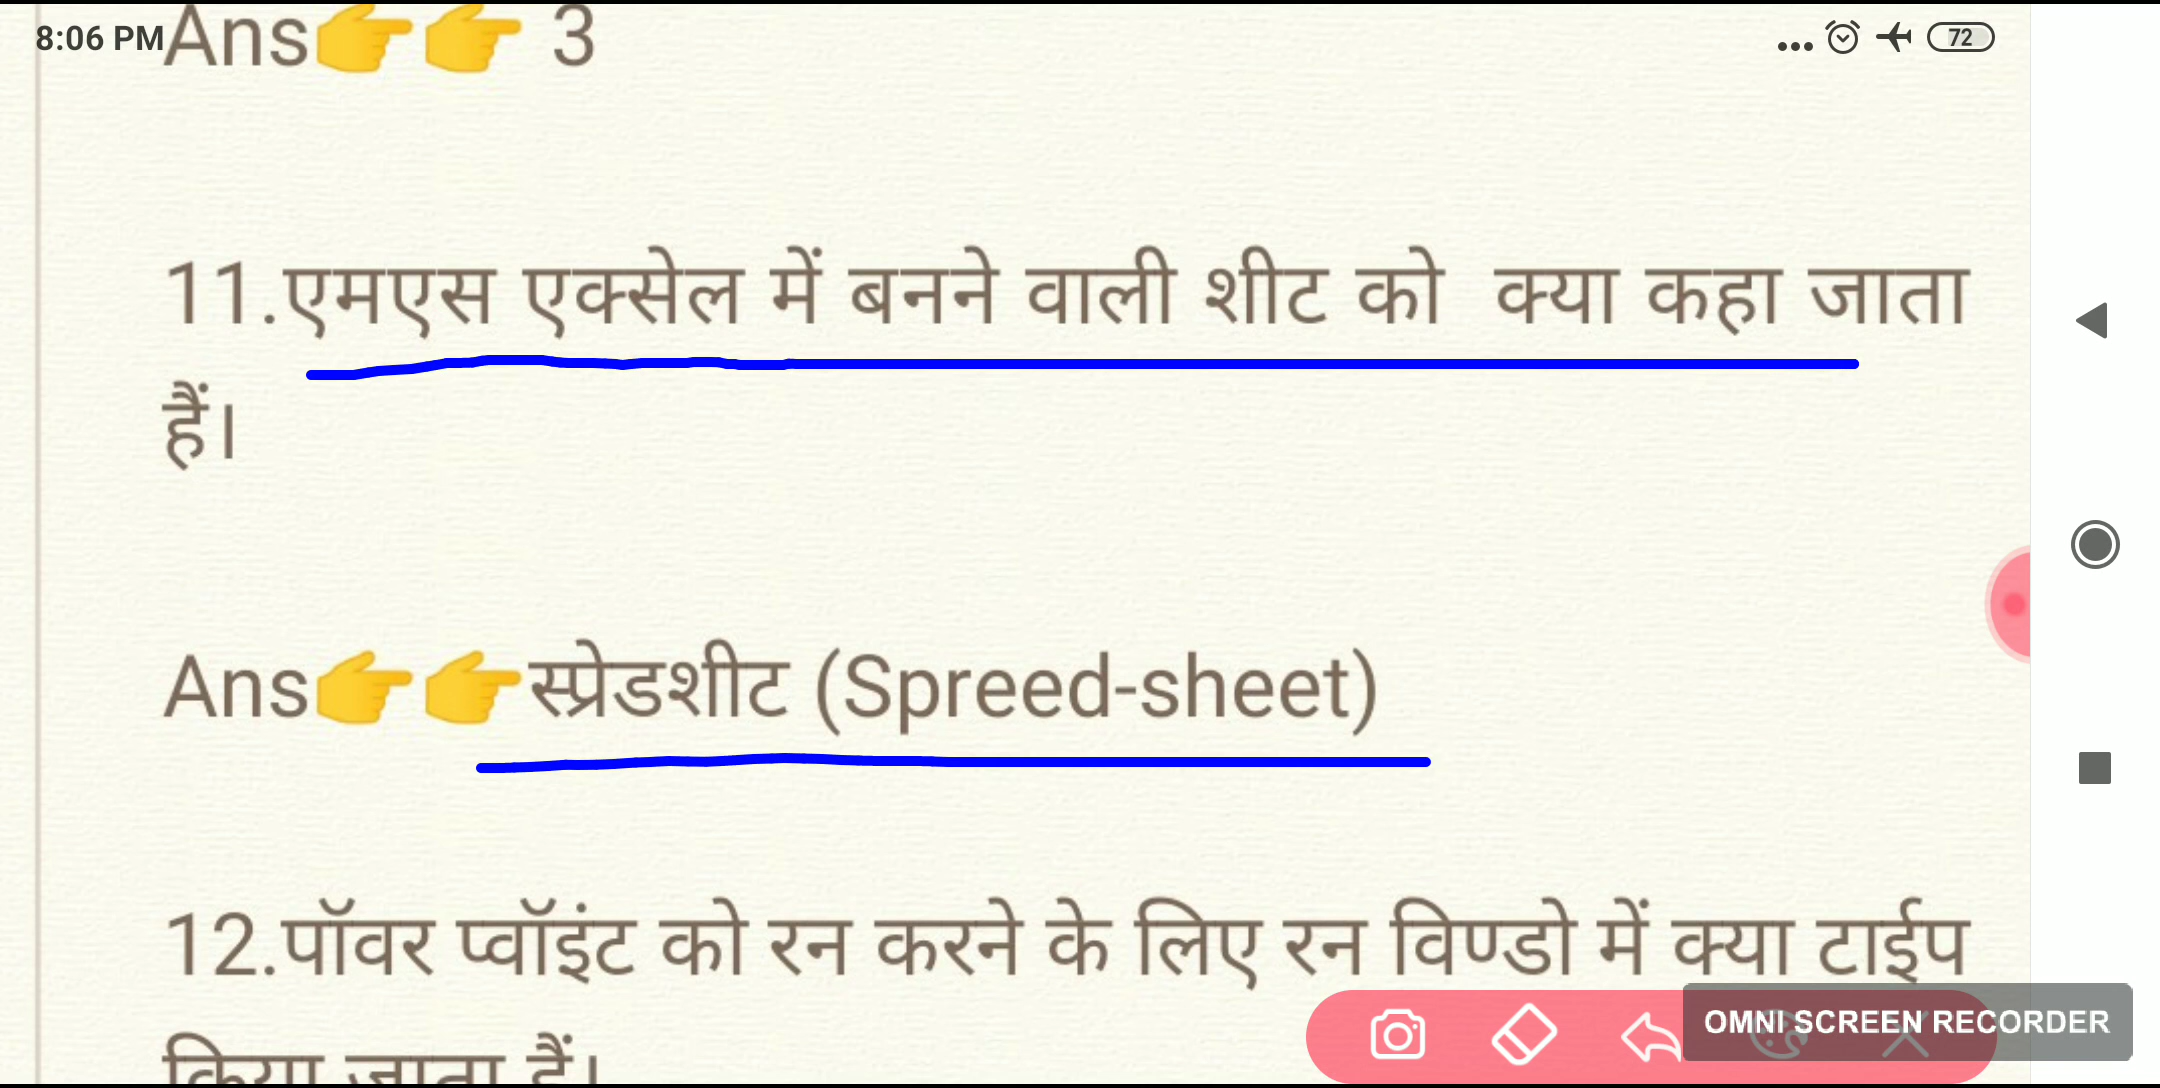 8:06 PM
Ans👉👉 3
72
11.एमएस एक्सेल में बनने वाली शीट को क्या कहा जाता
हैं।
Ans👉👉स्प्रेडशीट (Spreed-sheet)
12.पॉवर प्वॉइंट को रन करने के लिए रन विण्डो में क्या टाईप
किया जाता हैं।
OMNI SCREEN RECORDER